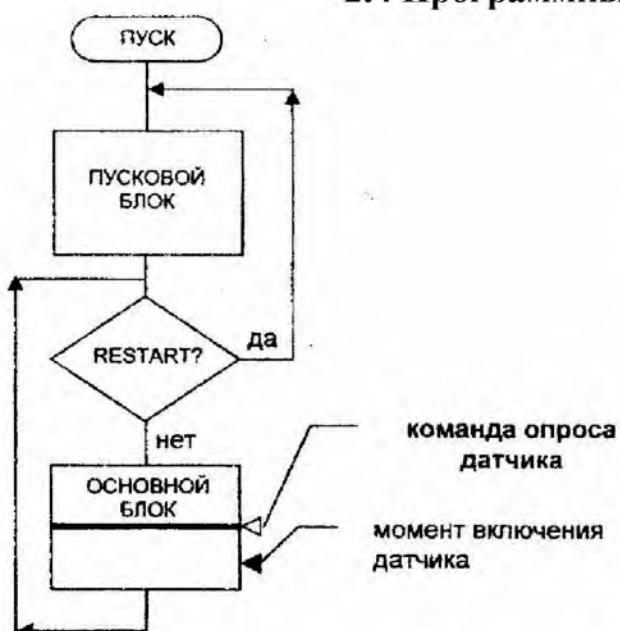 ПУСК
ПУСКОВОЙ
БЛОК
RESTART?
да
нет
ОСНОВНОЙ
БЛОК
команда опроса
датчика
момент включения
датчика